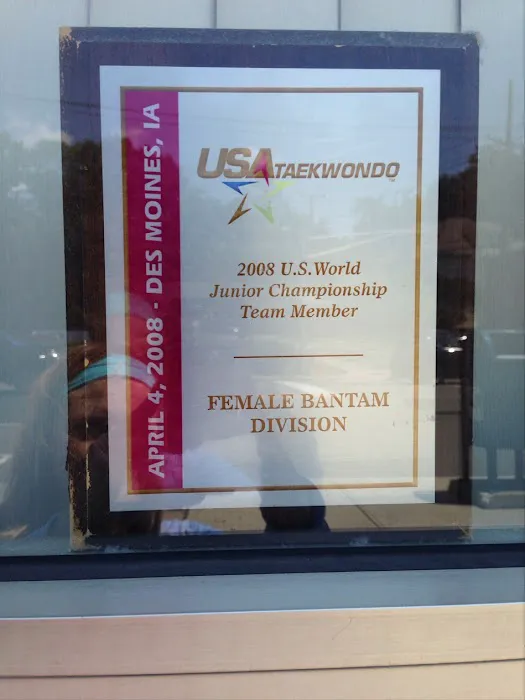 APRIL 4, 2008 - DES MOINES, IA
USA TAEKWONDO
2008 U.S. World
Junior Championship
Team Member
FEMALE BANTAM
DIVISION